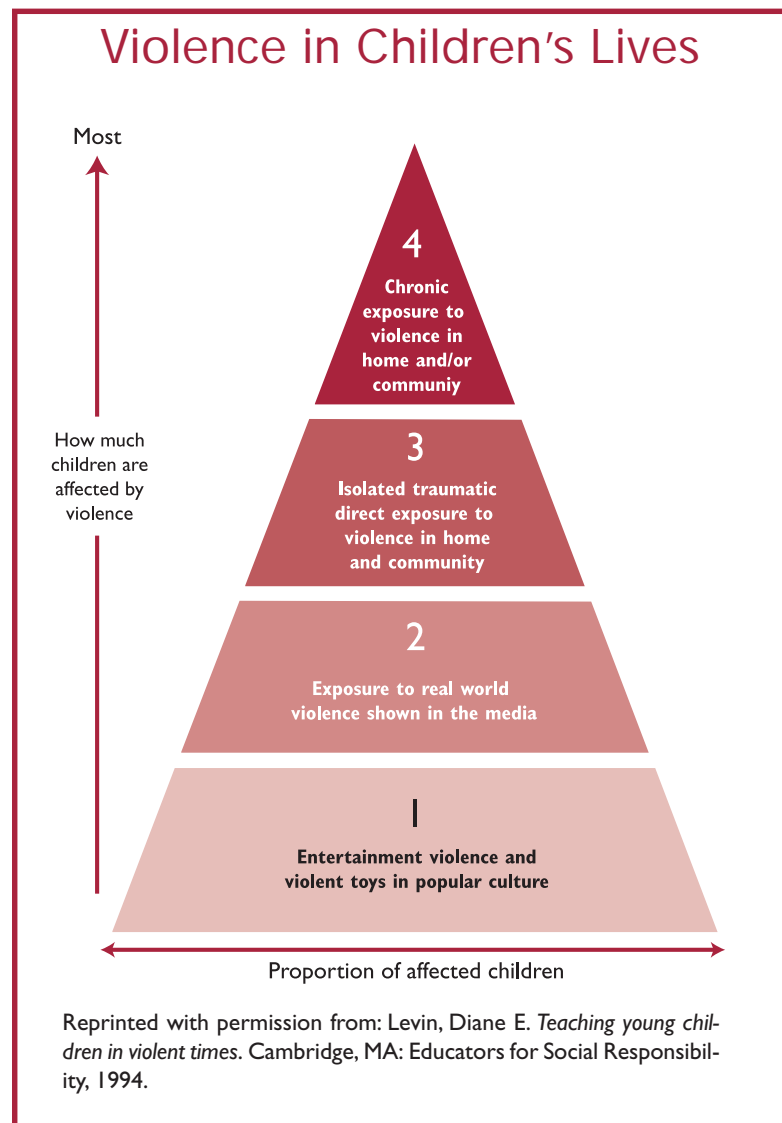 Violence in Children's Lives
Most
4
Chronic
exposure to
violence in
home and/or
communiy
How much
children are
affected by
violence
3
Isolated traumatic
direct exposure to
violence in home
and community
2
Exposure to real world
violence shown in the media
1
Entertainment violence and
violent toys in popular culture
Proportion of affected children
Reprinted with permission from: Levin, Diane E. Teaching young chil-
dren in violent times. Cambridge, MA: Educators for Social Responsibil-
ity, 1994.